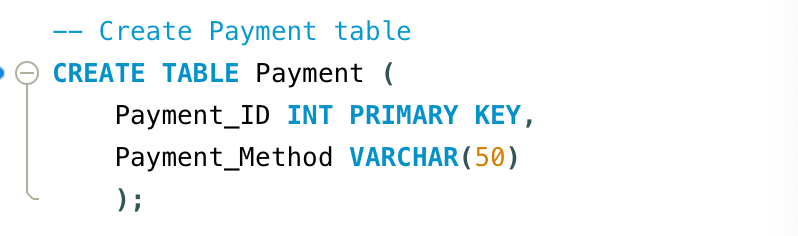 -- Create Payment table
CREATE TABLE Payment (
Payment_ID INT PRIMARY KEY,
Payment_Method VARCHAR(50)
);